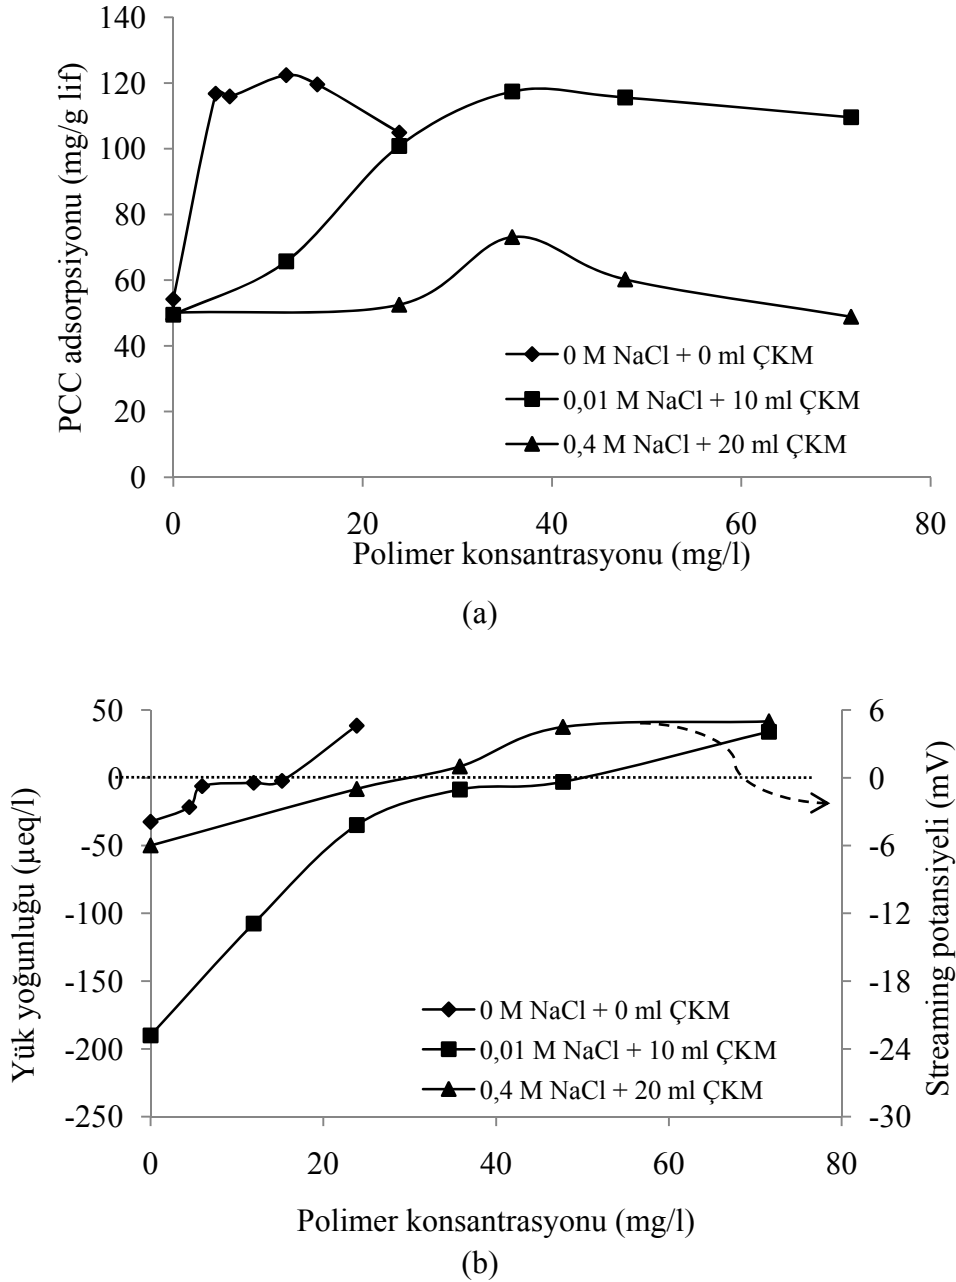 140
120
100
80
60
40
20
0
PCC adsorpsiyonu (mg/g lif)
0 M NaCl + 0 ml ÇKM
0,01 M NaCl + 10 ml ÇKM
0,4 M NaCl + 20 ml ÇKM
0 20 40 60 80
Polimer konsantrasyonu (mg/l)
(a)
50
0
-50
-100
-150
-200
-250
Yük yoğunluğu (µeq/l)
6
0
-6
-12
-18
-24
-30
Streaming potansiyeli (mV)
0 M NaCl + 0 ml ÇKM
0,01 M NaCl + 10 ml ÇKM
0,4 M NaCl + 20 ml ÇKM
0 20 40 60 80
Polimer konsantrasyonu (mg/l)
(b)